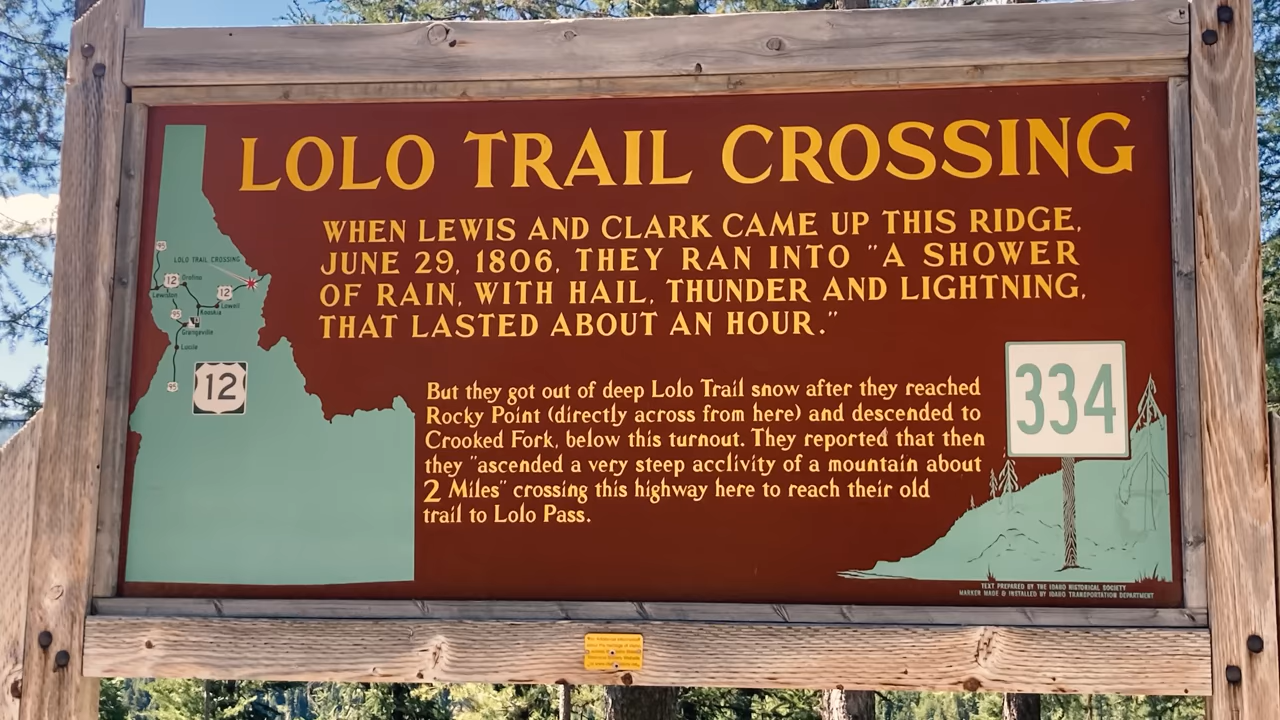 LOLO TRAIL CROSSING
WHEN LEWIS AND CLARK CAME UP THIS RIDGE,
JUNE 29, 1806, THEY RAN INTO "A SHOWER
OF RAIN, WITH HAIL, THUNDER AND LIGHTNING,
THAT LASTED ABOUT AN HOUR."
95
LOLO TRAIL CROSSING
12 Orofino
Lewiston
12
Lowell
95 Kooskia
Grangeville
Lucile
95
12
But they got out of deep Lolo Trail snow after they reached
Rocky Point (directly across from here) and descended to
Crooked Fork, below this turnout. They reported that then
they "ascended a very steep acclivity of a mountain about
2 Miles" crossing this highway here to reach their old
trail to Lolo Pass.
334
TEXT PREPARED BY THE IDAHO HISTORICAL SOCIETY
MARKER MADE & INSTALLED BY IDAHO TRANSPORTATION DEPARTMENT